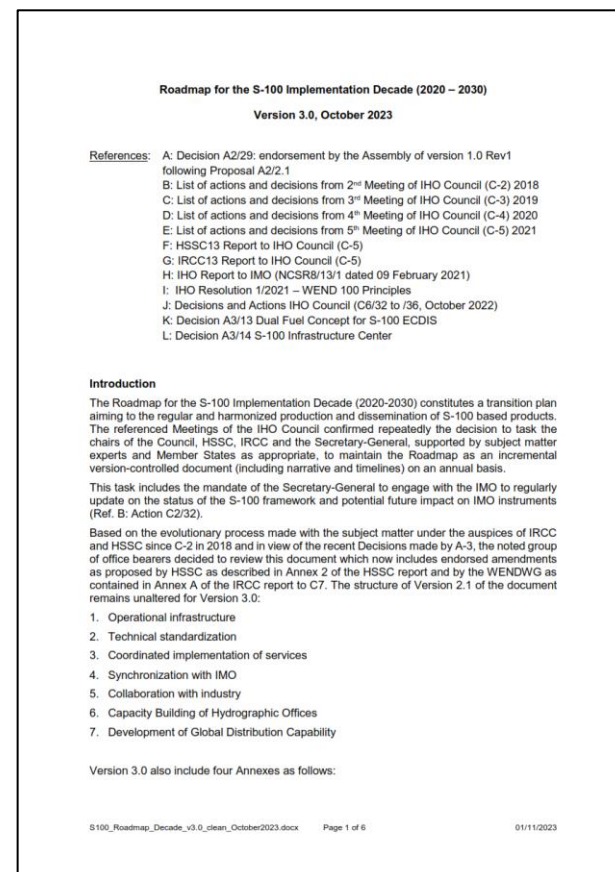 Roadmap for the S-100 Implementation Decade (2020 – 2030)
Version 3.0, October 2023
References: A: Decision A2/29: endorsement by the Assembly of version 1.0 Rev1
following Proposal A2/2.1
B: List of actions and decisions from 2nd Meeting of IHO Council (C-2) 2018
C: List of actions and decisions from 3rd Meeting of IHO Council (C-3) 2019
D: List of actions and decisions from 4th Meeting of IHO Council (C-4) 2020
E: List of actions and decisions from 5th Meeting of IHO Council (C-5) 2021
F: HSSC13 Report to IHO Council (C-5)
G: IRCC13 Report to IHO Council (C-5)
H: IHO Report to IMO (NCSR8/13/1 dated 09 February 2021)
I: IHO Resolution 1/2021 – WEND 100 Principles
J: Decisions and Actions IHO Council (C6/32 to /36, October 2022)
K: Decision A3/13 Dual Fuel Concept for S-100 ECDIS
L: Decision A3/14 S-100 Infrastructure Center
Introduction
The Roadmap for the S-100 Implementation Decade (2020-2030) constitutes a transition plan
aiming to the regular and harmonized production and dissemination of S-100 based products.
The referenced Meetings of the IHO Council confirmed repeatedly the decision to task the
chairs of the Council, HSSC, IRCC and the Secretary-General, supported by subject matter
experts and Member States as appropriate, to maintain the Roadmap as an incremental
version-controlled document (including narrative and timelines) on an annual basis.
This task includes the mandate of the Secretary-General to engage with the IMO to regularly
update on the status of the S-100 framework and potential future impact on IMO instruments
(Ref. B: Action C2/32).
Based on the evolutionary process made with the subject matter under the auspices of IRCC
and HSSC since C-2 in 2018 and in view of the recent Decisions made by A-3, the noted group
of office bearers decided to review this document which now includes endorsed amendments
as proposed by HSSC as described in Annex 2 of the HSSC report and by the WENDWG as
contained in Annex A of the IRCC report to C7. The structure of Version 2.1 of the document
remains unaltered for Version 3.0:
1. Operational infrastructure
2. Technical standardization
3. Coordinated implementation of services
4. Synchronization with IMO
5. Collaboration with industry
6. Capacity Building of Hydrographic Offices
7. Development of Global Distribution Capability
Version 3.0 also include four Annexes as follows:
S100_Roadmap_Decade_v3.0_clean_October2023.docx Page 1 of 6 01/11/2023